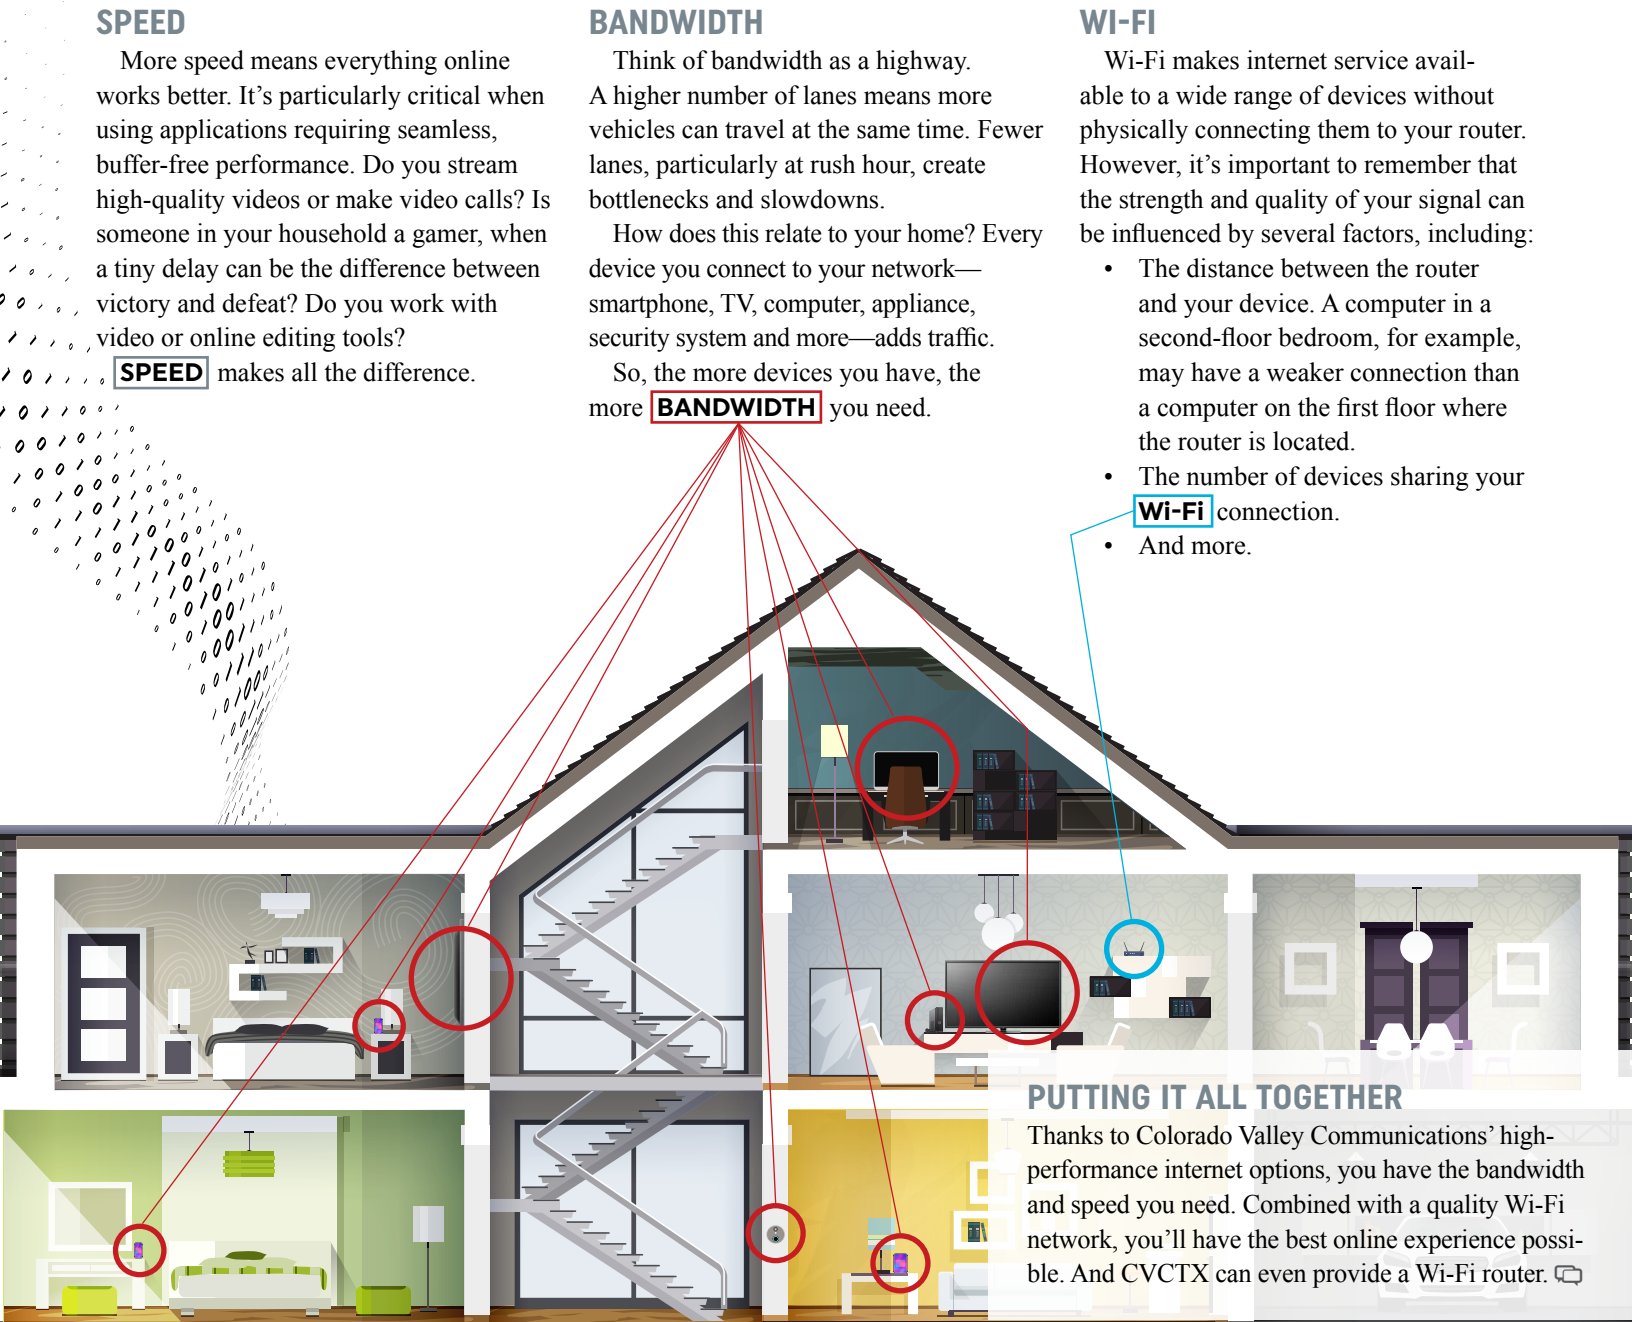 SPEED
More speed means everything online
works better. It’s particularly critical when
using applications requiring seamless,
buffer-free performance. Do you stream
high-quality videos or make video calls? Is
someone in your household a gamer, when
a tiny delay can be the difference between
victory and defeat? Do you work with
video or online editing tools?
SPEED makes all the difference.
BANDWIDTH
Think of bandwidth as a highway.
A higher number of lanes means more
vehicles can travel at the same time. Fewer
lanes, particularly at rush hour, create
bottlenecks and slowdowns.
How does this relate to your home? Every
device you connect to your network—
smartphone, TV, computer, appliance,
security system and more—adds traffic.
So, the more devices you have, the
more BANDWIDTH you need.
WI-FI
Wi-Fi makes internet service avail-
able to a wide range of devices without
physically connecting them to your router.
However, it’s important to remember that
the strength and quality of your signal can
be influenced by several factors, including:
• The distance between the router
and your device. A computer in a
second-floor bedroom, for example,
may have a weaker connection than
a computer on the first floor where
the router is located.
• The number of devices sharing your
Wi-Fi connection.
• And more.
PUTTING IT ALL TOGETHER
Thanks to Colorado Valley Communications’ high-
performance internet options, you have the bandwidth
and speed you need. Combined with a quality Wi-Fi
network, you’ll have the best online experience possi-
ble. And CVCTX can even provide a Wi-Fi router.